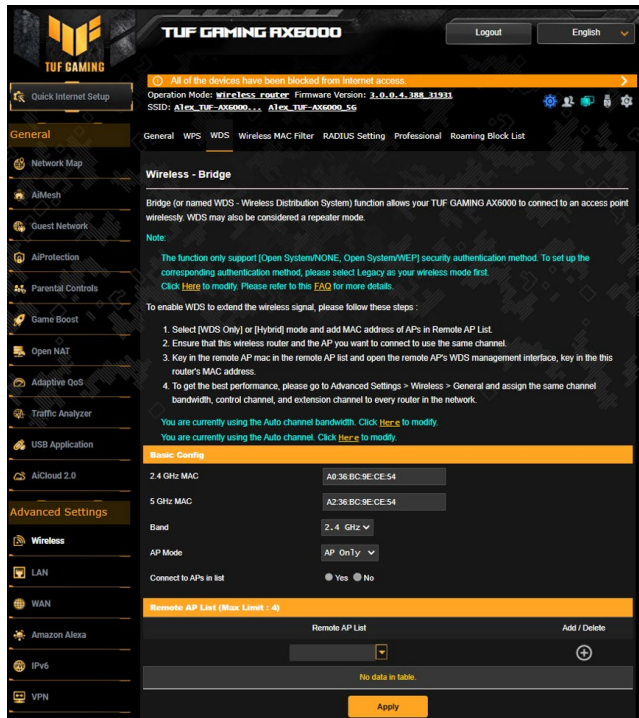 TUF GAMING
TUF GAMING AX6000
Logout
English
All of the devices have been blocked from Internet access.
Quick Internet Setup
Operation Mode: Wireless router Firmware Version: 3.0.0.4.388_31931
SSID: Alex_TUF-AX6000... Alex_TUF-AX6000_5G
General
Network Map
AiMesh
Guest Network
AiProtection
Parental Controls
Game Boost
Open NAT
Adaptive QoS
Traffic Analyzer
USB Application
AiCloud 2.0
Advanced Settings
Wireless
LAN
WAN
Amazon Alexa
IPv6
VPN
General WPS WDS Wireless MAC Filter RADIUS Setting Professional Roaming Block List
Wireless - Bridge
Bridge (or named WDS - Wireless Distribution System) function allows your TUF GAMING AX6000 to connect to an access point
wirelessly. WDS may also be considered a repeater mode.
Note:
The function only support [Open System/NONE, Open System/WEP] security authentication method. To set up the
corresponding authentication method, please select Legacy as your wireless mode first.
Click Here to modify. Please refer to this FAQ for more details.
To enable WDS to extend the wireless signal, please follow these steps :
1. Select [WDS Only] or [Hybrid] mode and add MAC address of APs in Remote AP List.
2. Ensure that this wireless router and the AP you want to connect to use the same channel.
3. Key in the remote AP mac in the remote AP list and open the remote AP's WDS management interface, key in the this
router's MAC address.
4. To get the best performance, please go to Advanced Settings > Wireless > General and assign the same channel
bandwidth, control channel, and extension channel to every router in the network.
You are currently using the Auto channel bandwidth. Click Here to modify.
You are currently using the Auto channel. Click Here to modify.
Basic Config
2.4 GHz MAC A0:36:BC:9E:CE:54
5 GHz MAC A2:36:BC:9E:CE:54
Band 2.4 GHz
AP Mode AP Only
Connect to APs in list Yes No
Remote AP List (Max Limit : 4)
Remote AP List Add / Delete
No data in table.
Apply